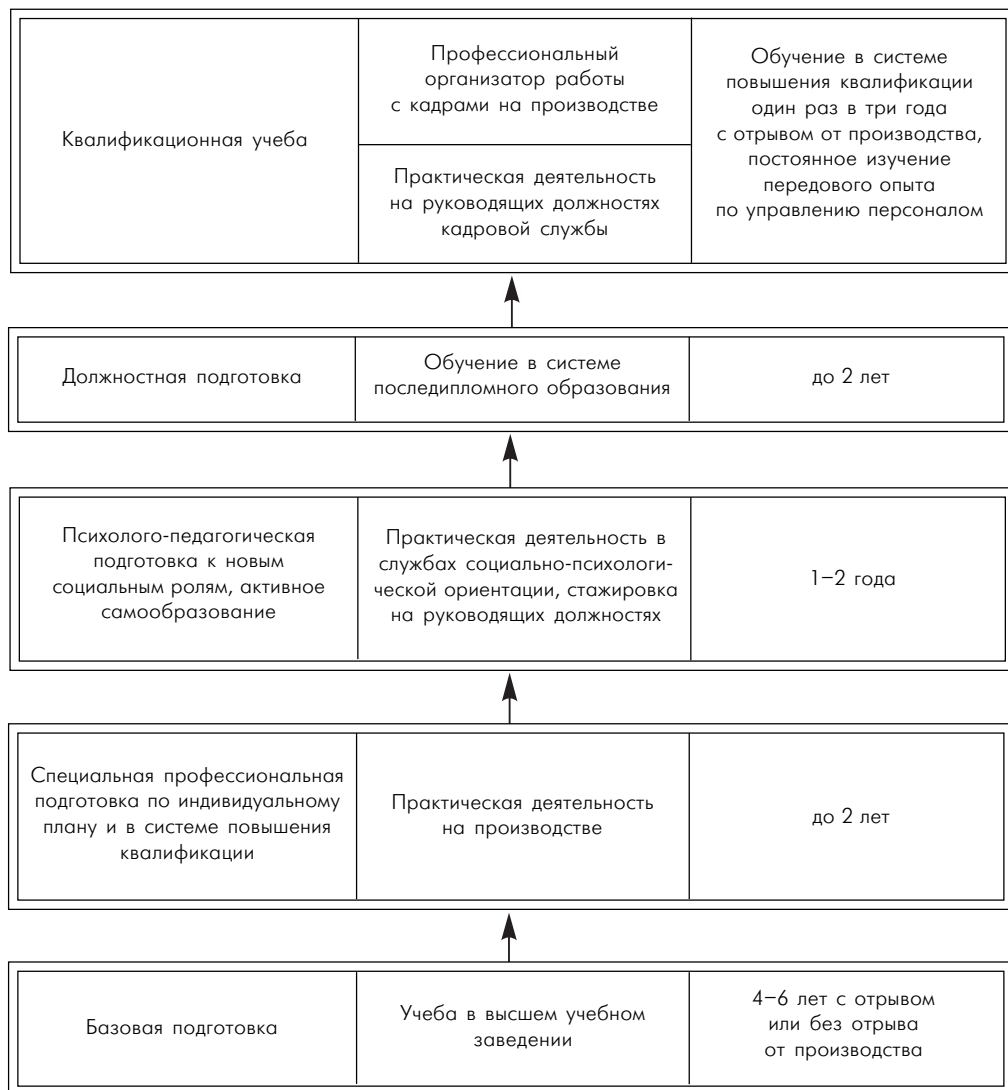 Квалификационная учеба
Профессиональный
организатор работы
с кадрами на производстве
Практическая деятельность
на руководящих должностях
кадровой службы
Обучение в системе
повышения квалификации
один раз в три года
с отрывом от производства,
постоянное изучение
передового опыта
по управлению персоналом
Должностная подготовка
Обучение в системе
последипломного образования
до 2 лет
Психолого-педагогическая
подготовка к новым
социальным ролям, активное
самообразование
Практическая деятельность в
службах социально-психологи-
ческой ориентации, стажировка
на руководящих должностях
1–2 года
Специальная профессиональная
подготовка по индивидуальному
плану и в системе повышения
квалификации
Практическая деятельность
на производстве
до 2 лет
Базовая подготовка
Учеба в высшем учебном
заведении
4–6 лет с отрывом
или без отрыва
от производства